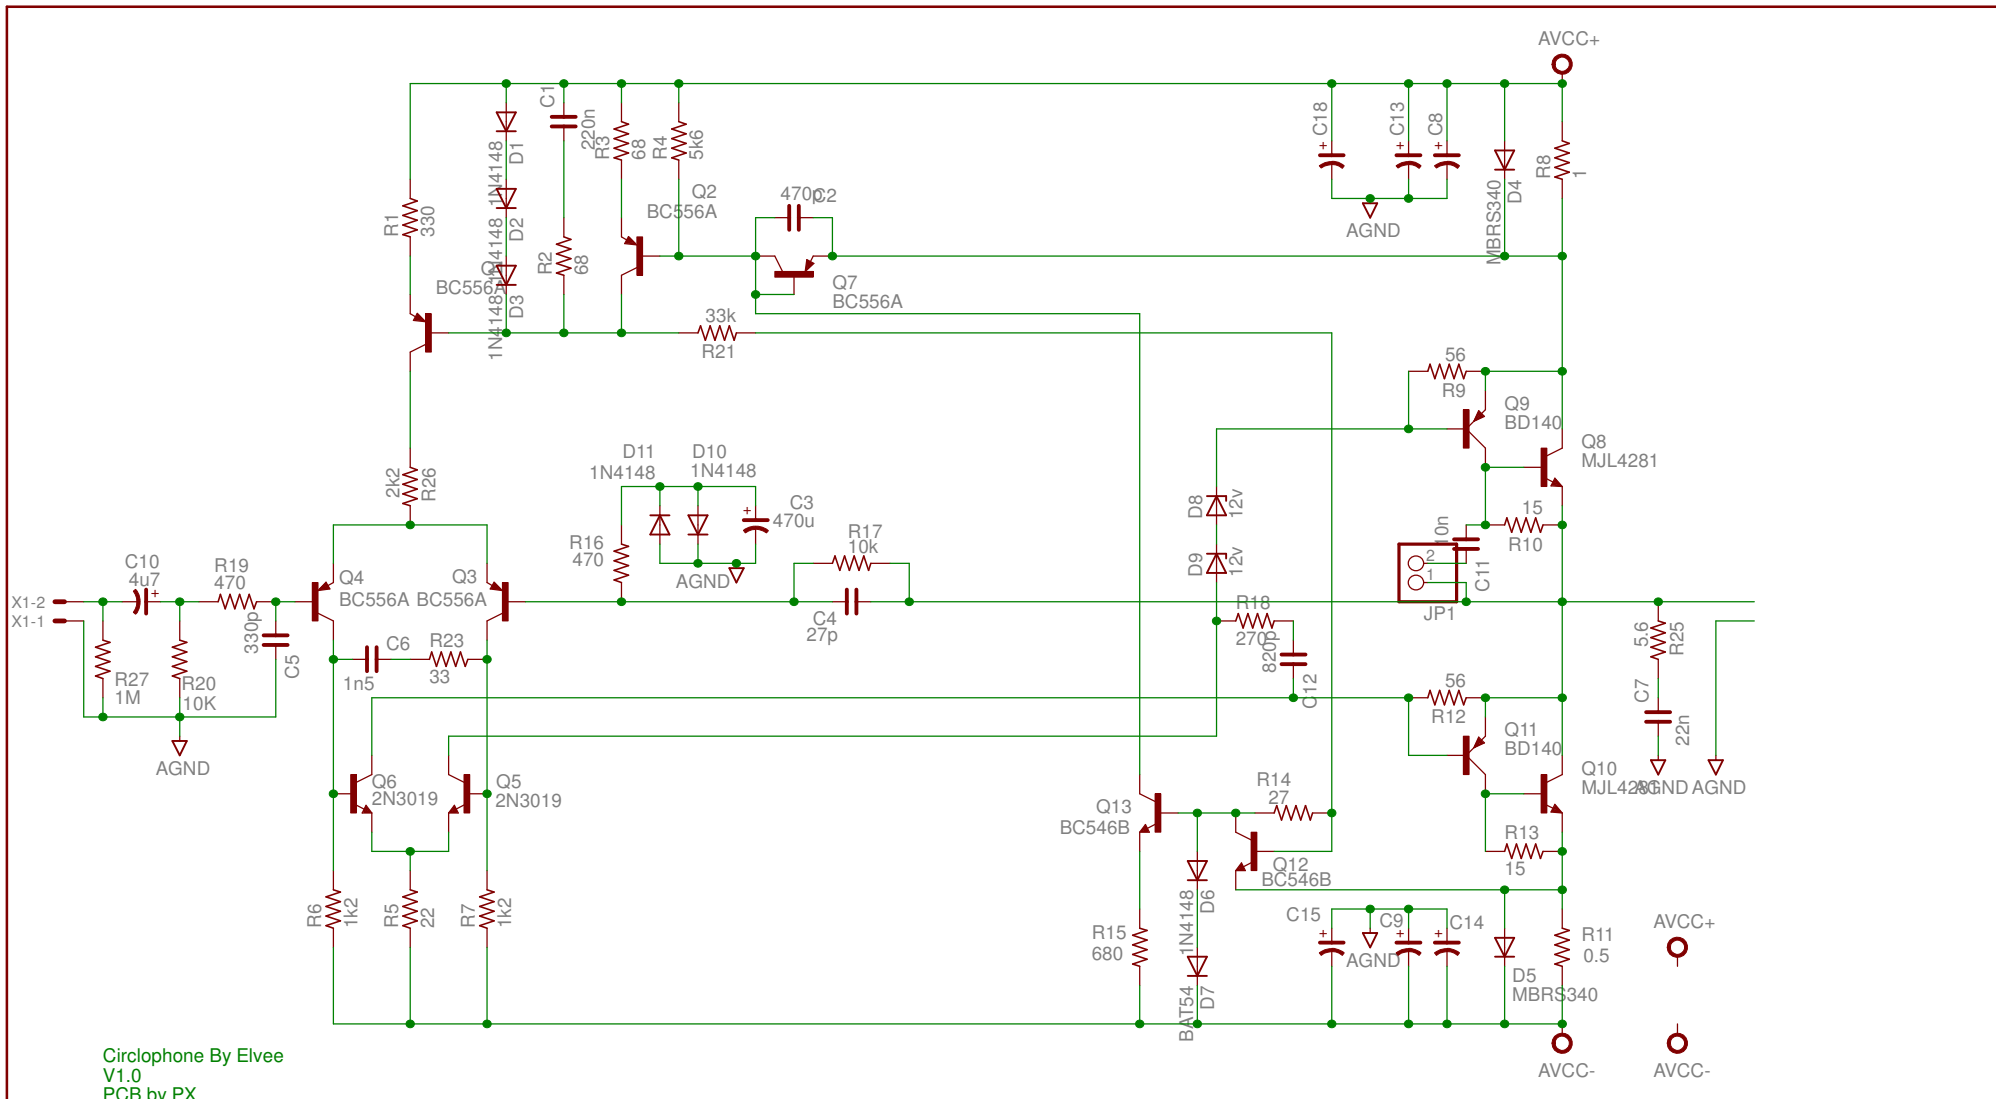 AVCC+
C1
220n
R3
68
R4
5k6
C18
+
C13
+
C8
+
R8
1
1N4148
D1
Q2
BC556A
470p
C2
AGND
MBRS340
D4
R1
330
1N4148
D2
R2
68
BC556A
1N4148
D3
Q7
BC556A
33k
R21
56
R9
Q9
BD140
Q8
MJL4281
D11
1N4148
D10
1N4148
2k2
R26
C3
470u
+
D8
12v
15
R10
10n
R16
470
R17
10k
AGND
D9
12v
2
1
C11
JP1
C10
4u7
+
R19
470
Q4
BC556A
Q3
BC556A
X1-2
X1-1
C4
27p
R18
270
820p
C12
5.6
R25
330p
C5
C6
1n5
R23
33
R27
1M
R20
10K
56
R12
C7
22n
Q11
BD140
AGND
Q6
2N3019
Q5
2N3019
R14
27
Q10
MJL4281
AGND
AGND
Q13
BC546B
R13
15
Q12
BC546B
R6
1k2
R5
22
R7
1k2
1N4148
D6
R15
680
C15
+
AGND
C9
+
C14
+
R11
0.5
AVCC+
D5
MBRS340
BAT54
D7
AVCC-
AVCC-
Circlophone By Elvee
V1.0
PCB by PX